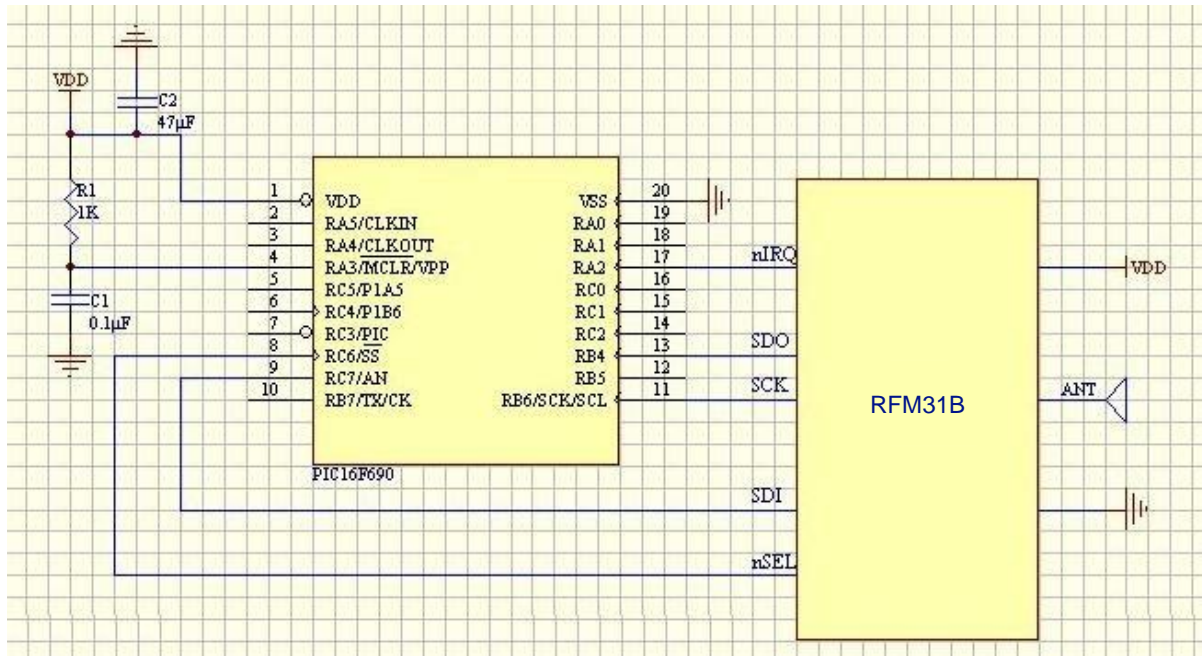 VDD
C2
47µF
R1
1K
C1
0.1µF
1 VDD
2 RA5/CLKIN
3 RA4/CLKOUT
4 RA3/MCLR/VPP
5 RC5/P1A5
6 RC4/P1B6
7 RC3/PIC
8 RC6/SS
9 RC7/AN
10 RB7/TX/CK
VSS 20
RA0 19
RA1 18
RA2 17
RC0 16
RC1 15
RC2 14
RB4 13
RB5 12
RB6/SCK/SCL 11
PIC16F690
nIRQ
SDO
SCK
SDI
nSEL
RFM31B
VDD
ANT